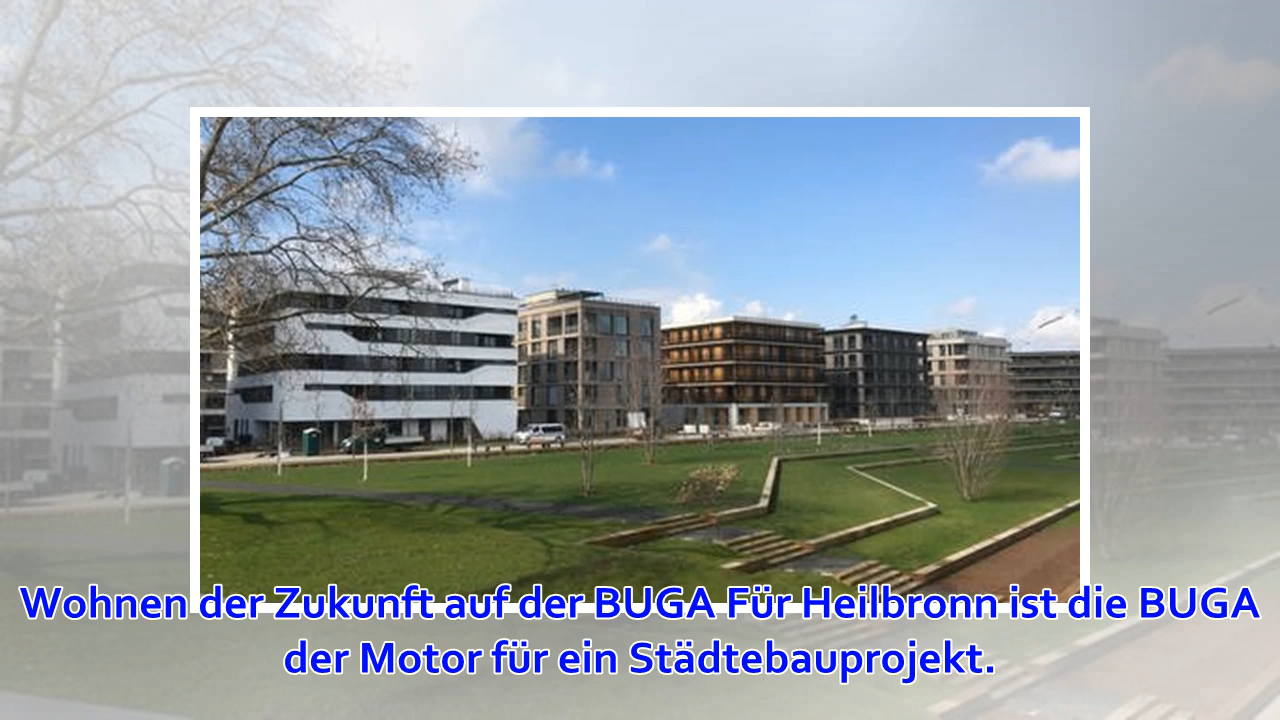 Wohnen der Zukunft auf der BUGA Für Heilbronn ist die BUGA
der Motor für ein Städtebauprojekt.